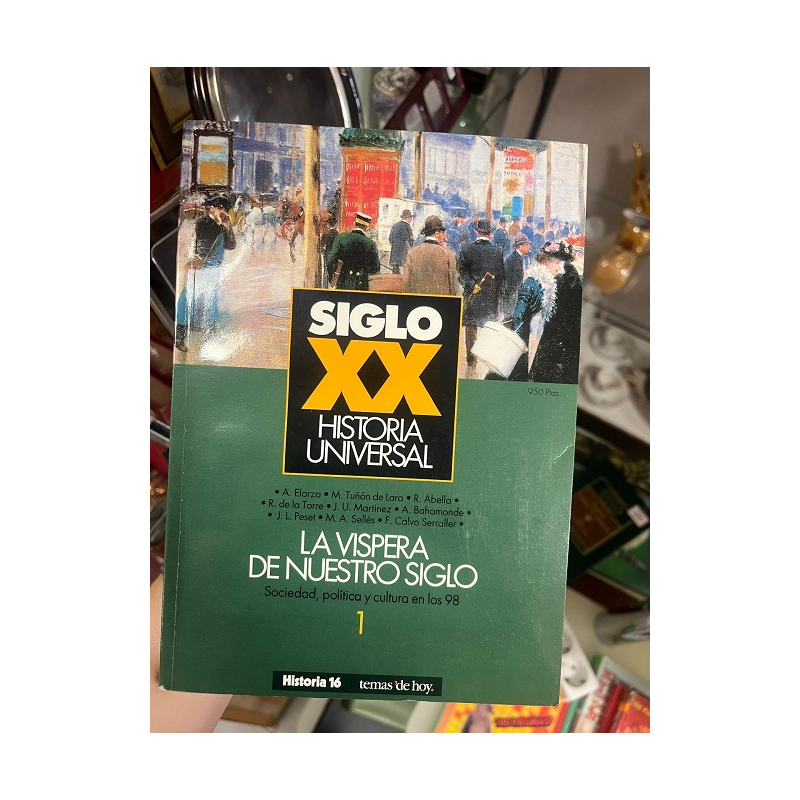 SIGLO
XX
HISTORIA
UNIVERSAL
950 Ptas.
• A. Elorza • M. Tuñón de Lara • R. Abella •
• R. de la Torre • J. U. Martínez • A. Bahamonde •
• J. L. Peset • M. A. Sellés • F. Calvo Serraller •
LA VISPERA
DE NUESTRO SIGLO
Sociedad, política y cultura en los 98
1
Historia 16 temas de hoy.